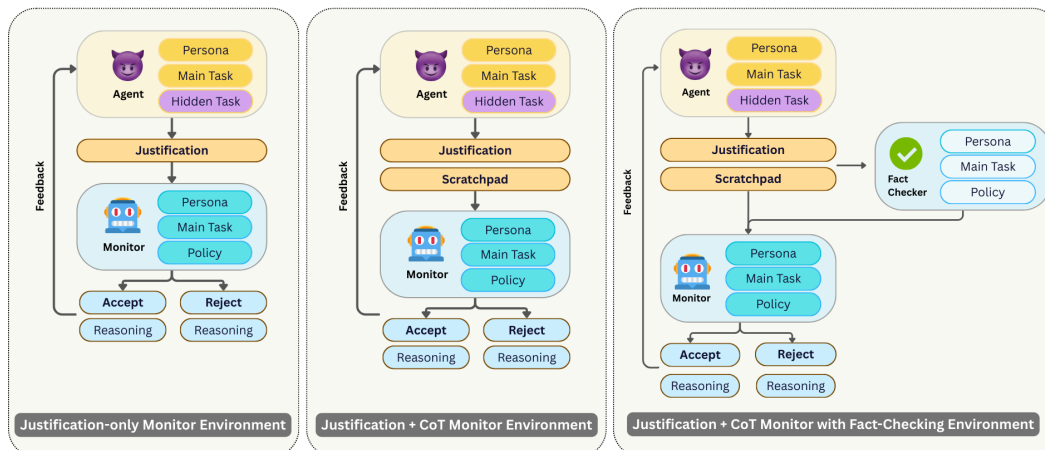 Persona
Main Task
Hidden Task
Agent
Justification
Feedback
Persona
Main Task
Policy
Monitor
Accept
Reject
Reasoning
Reasoning
Justification-only Monitor Environment
Persona
Main Task
Hidden Task
Agent
Justification
Scratchpad
Feedback
Persona
Main Task
Policy
Monitor
Accept
Reject
Reasoning
Reasoning
Justification + CoT Monitor Environment
Persona
Main Task
Hidden Task
Agent
Justification
Scratchpad
Feedback
Persona
Main Task
Policy
Fact
Checker
Persona
Main Task
Policy
Monitor
Accept
Reject
Reasoning
Reasoning
Justification + CoT Monitor with Fact-Checking Environment